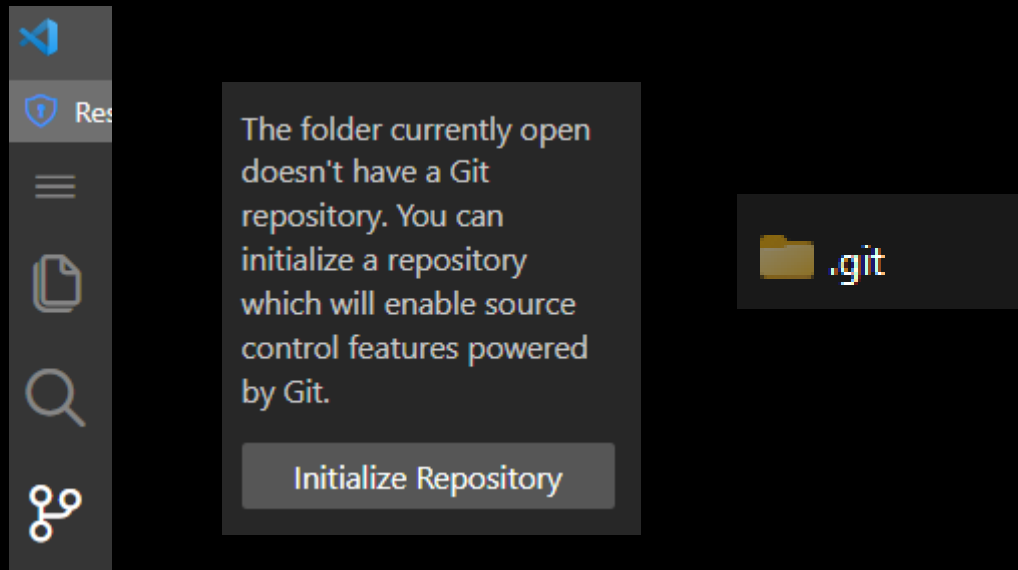 Res
The folder currently open
doesn't have a Git
repository. You can
initialize a repository
which will enable source
control features powered
by Git.
Initialize Repository
.git